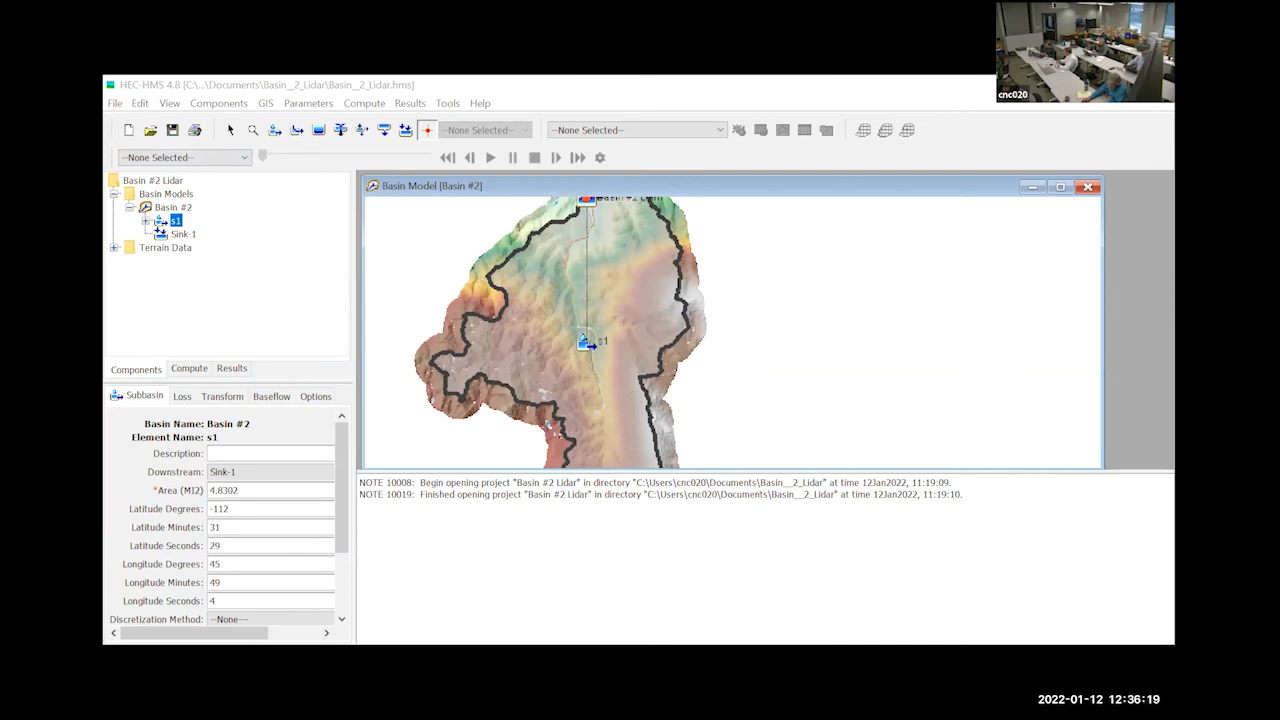 cnc020
HEC-HMS 4.8 [C:\...\Documents\Basin__2_Lidar\Basin__2_Lidar.hms]
File Edit View Components GIS Parameters Compute Results Tools Help
--None Selected-- --None Selected--
--None Selected--
Basin #2 Lidar
Basin Models
Basin #2
s1
Sink-1
Terrain Data
Basin Model [Basin #2]
s1
Components Compute Results
Subbasin Loss Transform Baseflow Options
Basin Name: Basin #2
Element Name: s1
Description:
Downstream: Sink-1
*Area (MI2) 4.8302
Latitude Degrees: -112
Latitude Minutes: 31
Latitude Seconds: 29
Longitude Degrees: 45
Longitude Minutes: 49
Longitude Seconds: 4
Discretization Method: --None--
NOTE 10008: Begin opening project "Basin #2 Lidar" in directory "C:\Users\cnc020\Documents\Basin__2_Lidar" at time 12Jan2022, 11:19:09.
NOTE 10019: Finished opening project "Basin #2 Lidar" in directory "C:\Users\cnc020\Documents\Basin__2_Lidar" at time 12Jan2022, 11:19:10.
2022-01-12 12:36:19